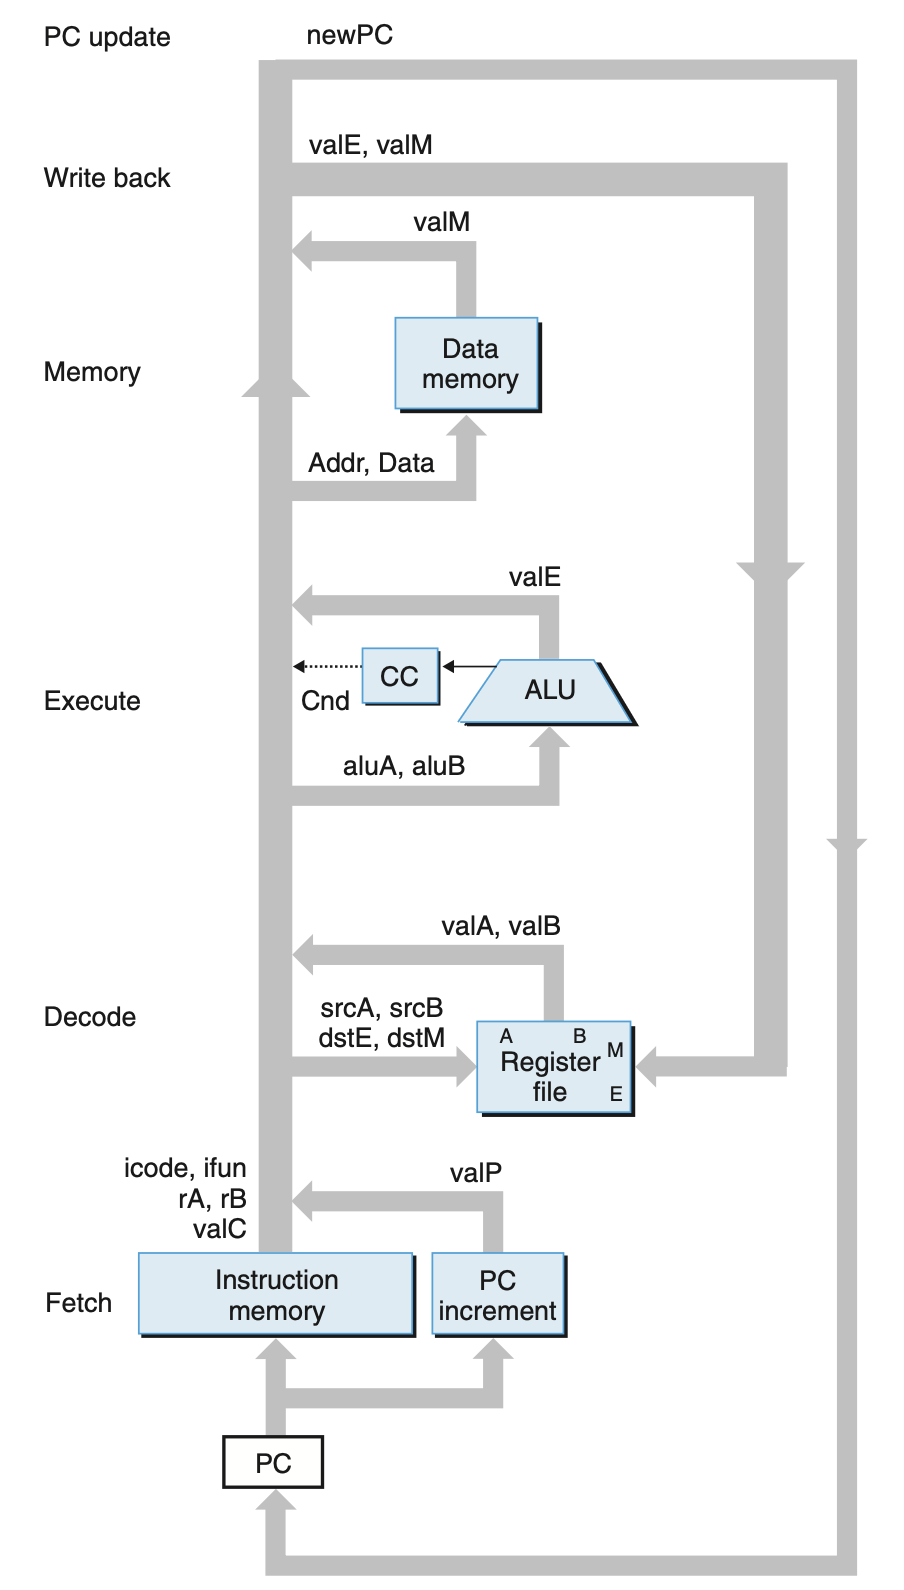 PC update
newPC
valE, valM
Write back
valM
Data
memory
Memory
Addr, Data
valE
CC
ALU
Cnd
Execute
aluA, aluB
valA, valB
srcA, srcB
dstE, dstM
Decode
A
B
M
Register
file
E
icode, ifun
rA, rB
valC
valP
Instruction
memory
PC
increment
Fetch
PC